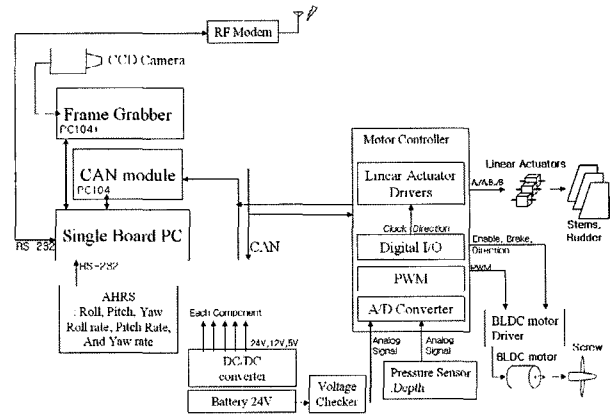 RF Modem
CCD Camera
Frame Grabber
PC104+
CAN module
PC104
Single Board PC
RS-232
RS-232
AHRS
: Roll, Pitch, Yaw
Roll rate, Pitch Rate,
And Yaw rate
CAN
Each Component
24V,12V,5V
DC/DC
converter
Battery 24V
Voltage
Checker
Motor Controller
Linear Actuator
Drivers
Clock / Direction
Digital I/O
PWM
A/D Converter
Analog
Signal
Analog
Signal
Pressure Sensor
:Depth
Linear Actuators
A,/A,B,/B
Sterns,
Rudder
Enable, Brake,
Direction
PWM
BLDC motor
Driver
BLDC motor
Screw